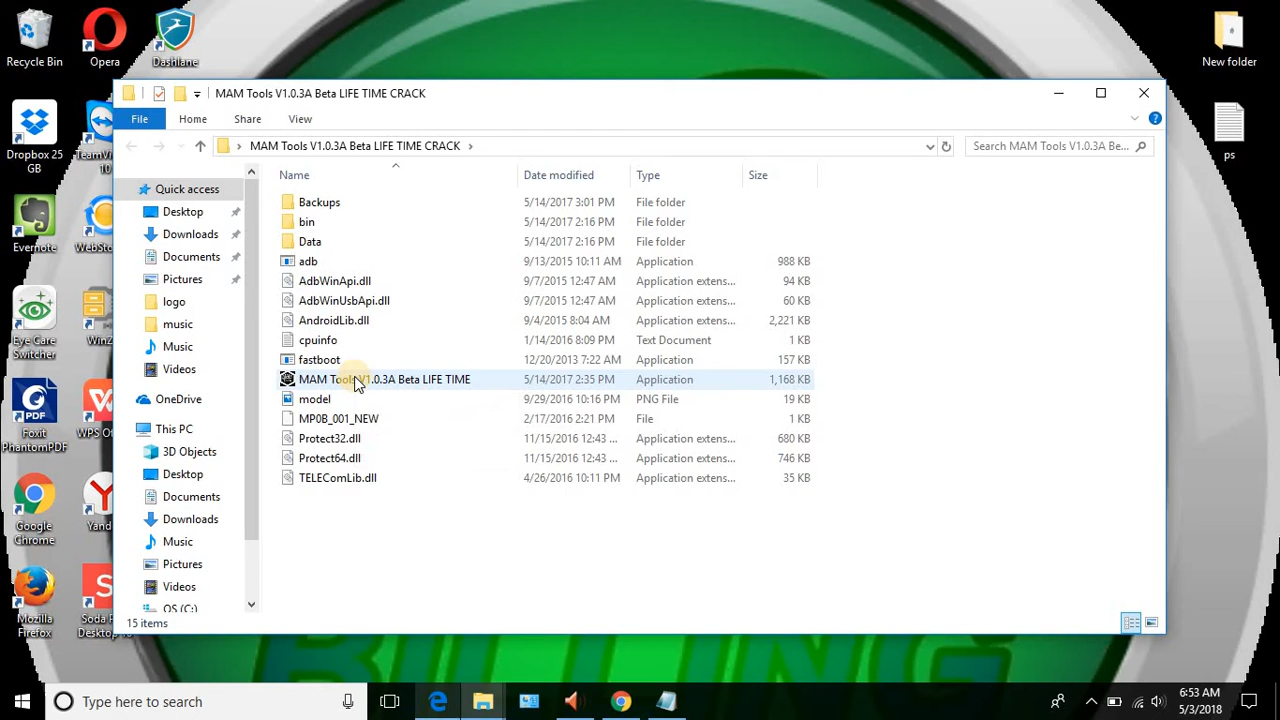 Recycle Bin
Opera
Dashlane
New folder
MAM Tools V1.0.3A Beta LIFE TIME CRACK
File
Home
Share
View
MAM Tools V1.0.3A Beta LIFE TIME CRACK
Search MAM Tools V1.0.3A Be...
Dropbox 25
GB
TeamV
10
ps
Name
Date modified
Type
Size
Quick access
Desktop
Downloads
Documents
Pictures
logo
music
Music
Videos
OneDrive
This PC
3D Objects
Desktop
Documents
Downloads
Music
Pictures
Videos
OS (C:)
Backups 5/14/2017 3:01 PM File folder
bin 5/14/2017 2:16 PM File folder
Data 5/14/2017 2:16 PM File folder
adb 9/13/2015 10:11 AM Application 988 KB
AdbWinApi.dll 9/7/2015 12:47 AM Application extens... 94 KB
AdbWinUsbApi.dll 9/7/2015 12:47 AM Application extens... 60 KB
AndroidLib.dll 9/4/2015 8:04 AM Application extens... 2,221 KB
cpuinfo 1/14/2016 8:09 PM Text Document 1 KB
fastboot 12/20/2013 7:22 AM Application 157 KB
MAM Tools V1.0.3A Beta LIFE TIME 5/14/2017 2:35 PM Application 1,168 KB
model 9/29/2016 10:16 PM PNG File 19 KB
MP0B_001_NEW 2/17/2016 2:21 PM File 1 KB
Protect32.dll 11/15/2016 12:43 ... Application extens... 680 KB
Protect64.dll 11/15/2016 12:43 ... Application extens... 746 KB
TELEComLib.dll 4/26/2016 10:11 PM Application extens... 35 KB
Evernote
WebSto
Eye Care
Switcher
WinZ
Foxit
PhantomPDF
WPS Of
Google
Chrome
Yand
Mozilla
Firefox
Soda P
Desktop
15 items
Type here to search
6:53 AM
5/3/2018